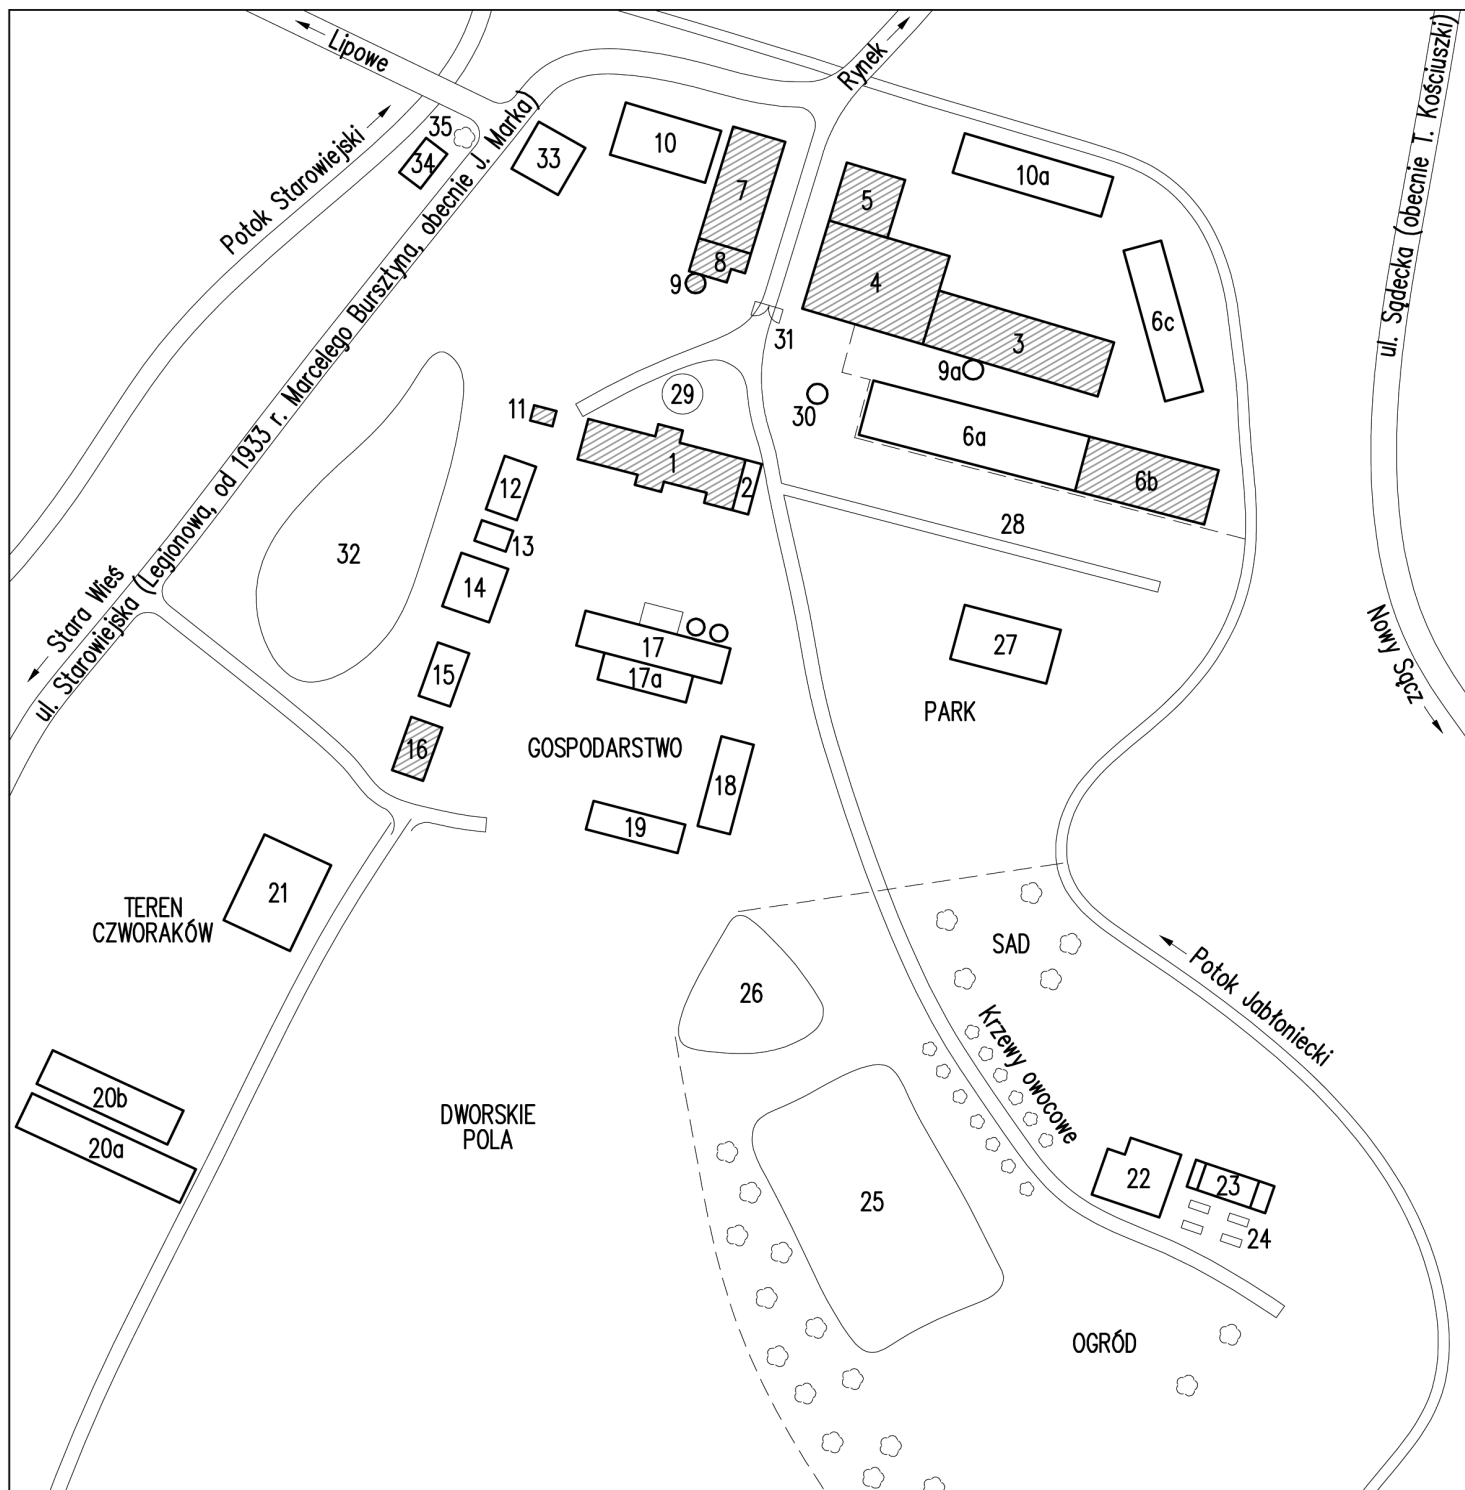 Lipowe
Rynek
ul. Sądecka (obecnie T. Kościuszki)
Potok Starowiejski
35
34
33
10
7
5
10a
8
9
4
3
6c
31
9a
29
30
11
6a
6b
1
2
12
13
28
32
14
Stara Wieś
ul. Starowiejska (Legionowa, od 1933 r. Marcelego Bursztyna, obecnie J. Marka)
Nowy Sącz
17
27
15
17a
PARK
16
GOSPODARSTWO
18
19
21
TEREN
CZWORAKÓW
SAD
26
Potok Jabłoniecki
Krzewy owocowe
20b
DWORSKIE
POLA
20a
22
23
25
24
OGRÓD